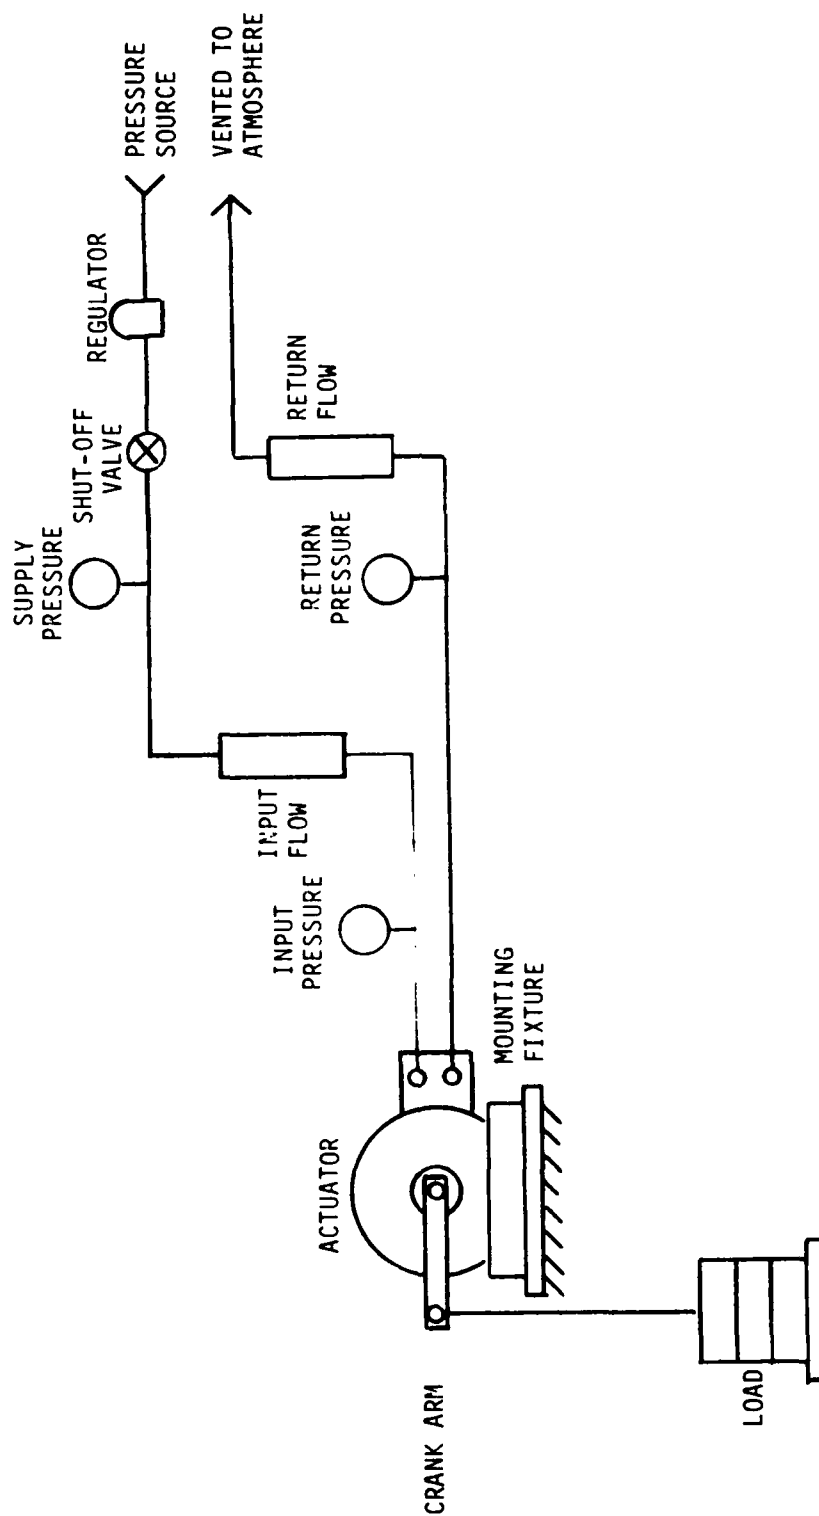 PRESSURE
SOURCE
VENTED TO
ATMOSPHERE
REGULATOR
SHUT-OFF
VALVE
SUPPLY
PRESSURE
RETURN
FLOW
RETURN
PRESSURE
INPUT
FLOW
INPUT
PRESSURE
MOUNTING
FIXTURE
ACTUATOR
CRANK ARM
LOAD